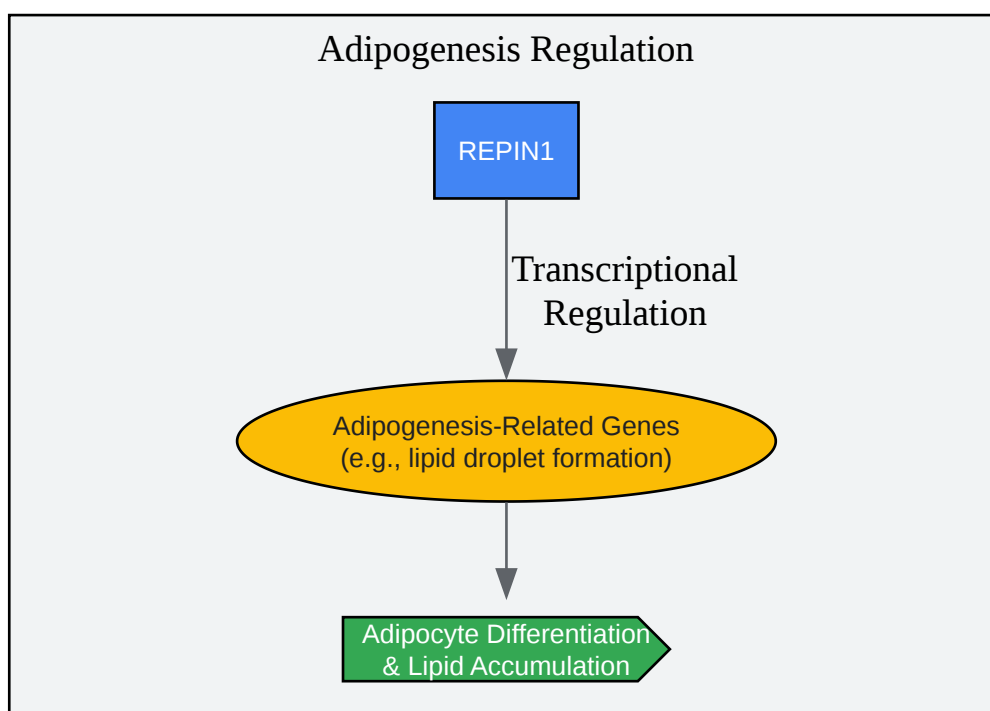 Adipogenesis Regulation
REPIN1
Transcriptional
Regulation
Adipogenesis-Related Genes
(e.g., lipid droplet formation)
Adipocyte Differentiation
& Lipid Accumulation